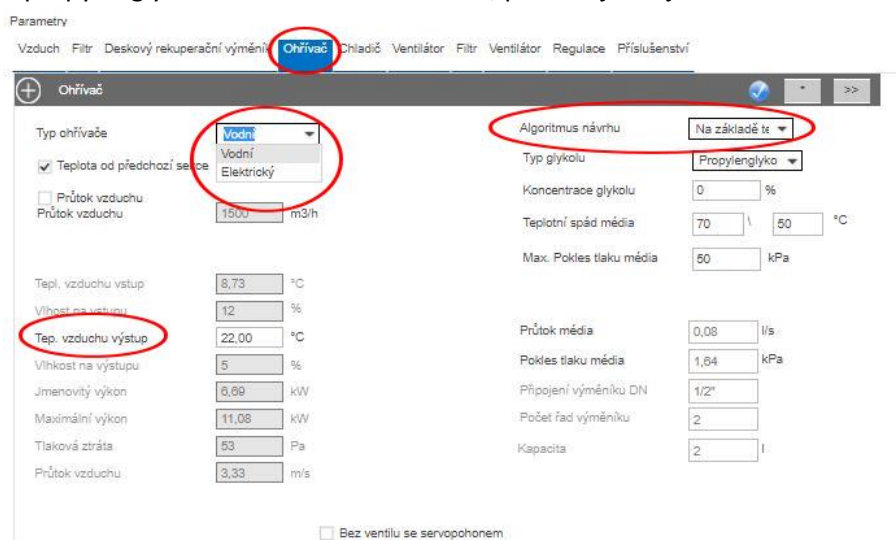 Parametry
Vzduch Filtr Deskový rekuperační výměník Ohřívač Chladič Ventilátor Filtr Ventilátor Regulace Příslušenství
Ohřívač * >>
Typ ohřívače Vodní
Vodní
Elektrický
Teplota od předchozí sekce
Průtok vzduchu
Průtok vzduchu 1500 m3/h
Tepl. vzduchu vstup 8,73 °C
Vlhost na vstupu 12 %
Tep. vzduchu výstup 22,00 °C
Vlhkost na výstupu 5 %
Jmenovitý výkon 6,69 kW
Maximální výkon 11,08 kW
Tlaková ztráta 53 Pa
Průtok vzduchu 3,33 m/s
Algoritmus návrhu Na základě te
Typ glykolu Propylenglyko
Koncentrace glykolu 0 %
Teplotní spád média 70 \ 50 °C
Max. Pokles tlaku média 50 kPa
Průtok média 0,08 l/s
Pokles tlaku média 1,64 kPa
Připojení výměníku DN 1/2"
Počet řad výměníku 2
Kapacita 2 l
Bez ventilu se servopohonem